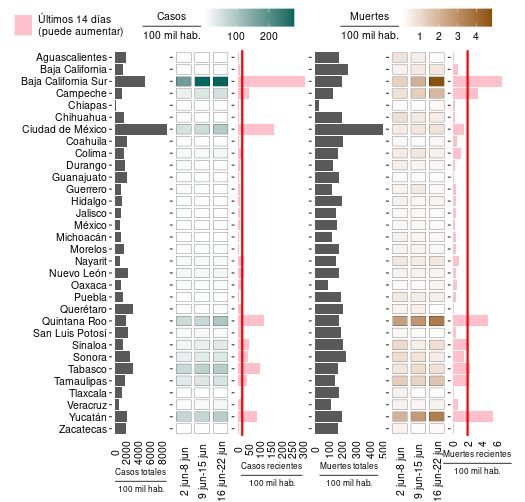 Últimos 14 días
(puede aumentar)
Casos
100 mil hab.
100 200
Muertes
100 mil hab.
1 2 3 4
Aguascalientes
Baja California
Baja California Sur
Campeche
Chiapas
Chihuahua
Ciudad de México
Coahuila
Colima
Durango
Guanajuato
Guerrero
Hidalgo
Jalisco
México
Michoacán
Morelos
Nayarit
Nuevo León
Oaxaca
Puebla
Querétaro
Quintana Roo
San Luis Potosí
Sinaloa
Sonora
Tabasco
Tamaulipas
Tlaxcala
Veracruz
Yucatán
Zacatecas
0 2000 4000 6000 8000
Casos totales
100 mil hab.
2 jun-8 jun
9 jun-15 jun
16 jun-22 jun
0 50 100 150 200 250 300
Casos recientes
100 mil hab.
0 100 200 300 400 500
Muertes totales
100 mil hab.
2 jun-8 jun
9 jun-15 jun
16 jun-22 jun
0 2 4 6
Muertes recientes
100 mil hab.